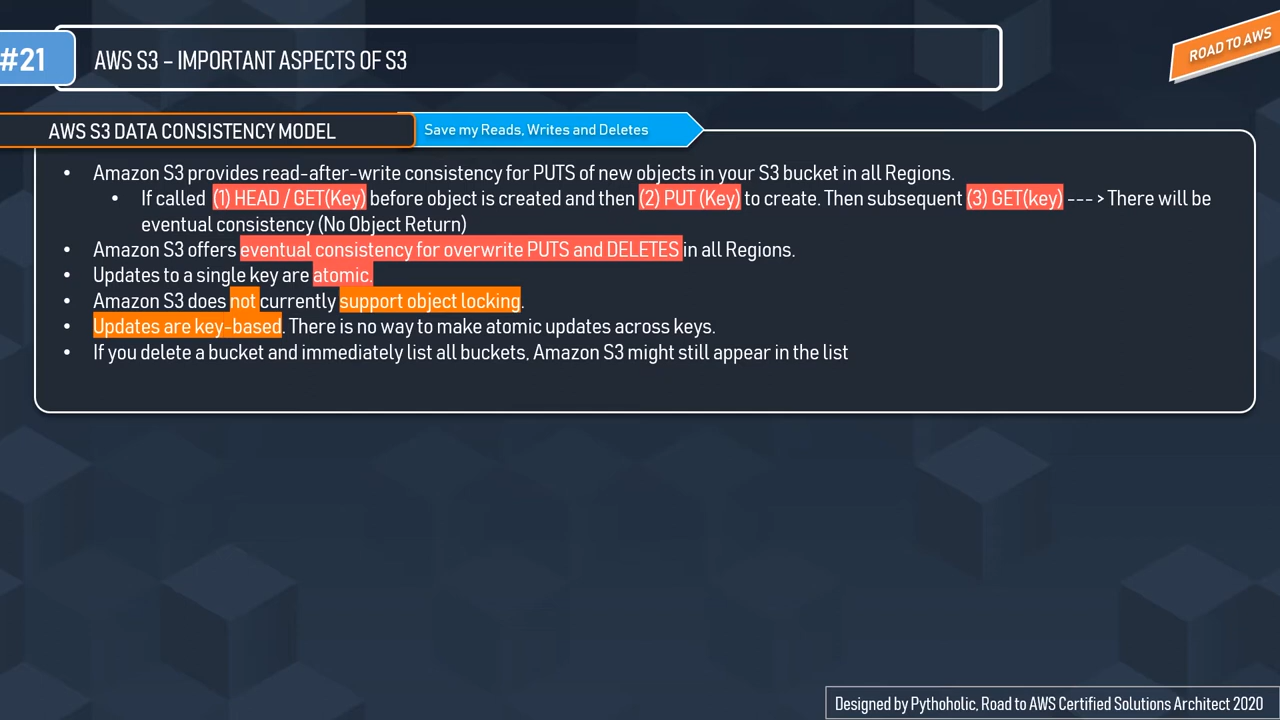 #21
AWS S3 – IMPORTANT ASPECTS OF S3
ROAD TO AWS
AWS S3 DATA CONSISTENCY MODEL
Save my Reads, Writes and Deletes
• Amazon S3 provides read-after-write consistency for PUTS of new objects in your S3 bucket in all Regions.
• If called (1) HEAD / GET(Key) before object is created and then (2) PUT (Key) to create. Then subsequent (3) GET(key) --- > There will be
eventual consistency (No Object Return)
• Amazon S3 offers eventual consistency for overwrite PUTS and DELETES in all Regions.
• Updates to a single key are atomic.
• Amazon S3 does not currently support object locking.
• Updates are key-based. There is no way to make atomic updates across keys.
• If you delete a bucket and immediately list all buckets, Amazon S3 might still appear in the list
Designed by Pythoholic, Road to AWS Certified Solutions Architect 2020